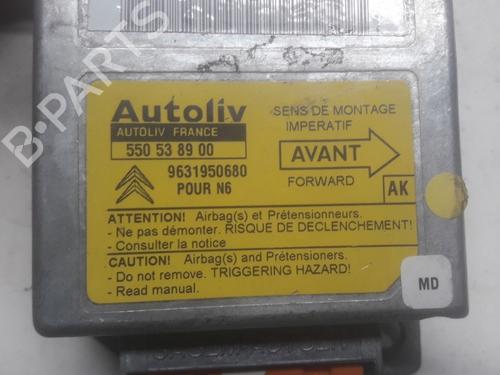 B-PARTS
Autoliv
AUTOLIV FRANCE
550 53 89 00
9631950680
POUR N6
SENS DE MONTAGE
IMPERATIF
AVANT
FORWARD
AK
ATTENTION! Airbag(s) et Prétensionneurs.
- Ne pas démonter. RISQUE DE DECLENCHEMENT!
- Consulter la notice
CAUTION! Airbag(s) and Prétensioners.
- Do not remove. TRIGGERING HAZARD!
- Read manual.
MD